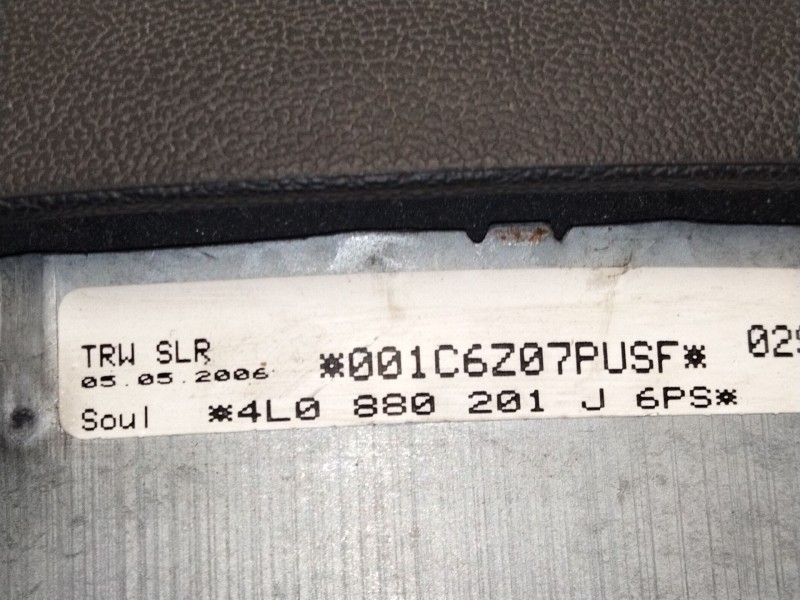 TRW SLR *001C6Z07PUSF*
05.05.2006
Soul *4L0 880 201 J 6PS*